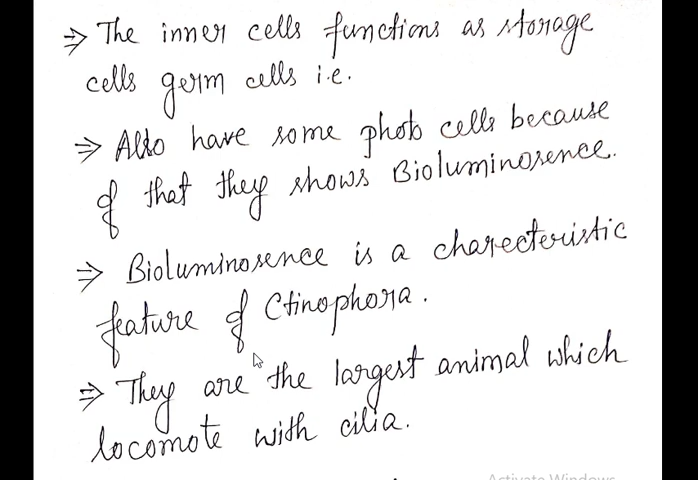 ⇒ The inner cells functions as storage
cells germ cells i.e.
⇒ Also have some photo cells because
of that they shows Bioluminosence.
⇒ Bioluminosence is a charecteristic
feature of Ctinophora.
⇒ They are the largest animal which
locomote with cilia.
Activate Windows